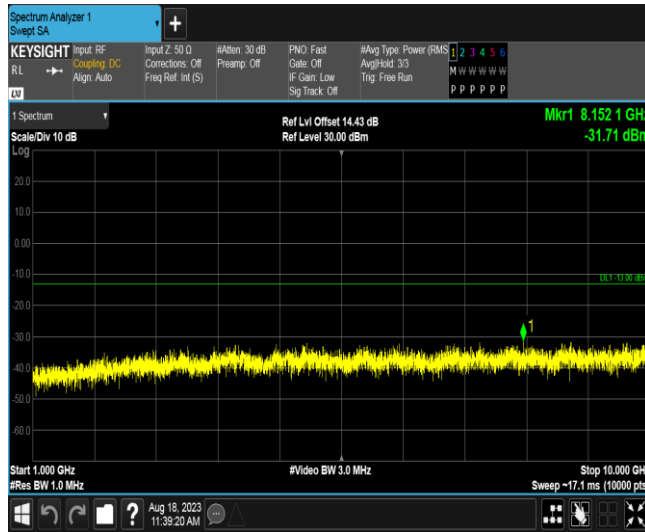 Spectrum Analyzer 1
Swept SA
KEYSIGHT
RL
LXI
Input: RF
Coupling: DC
Align: Auto
Input Z: 50 Ω
Corrections: Off
Freq Ref: Int (S)
#Atten: 30 dB
Preamp: Off
PNO: Fast
Gate: Off
IF Gain: Low
Sig Track: Off
#Avg Type: Power (RMS
Avg|Hold: 3/3
Trig: Free Run
1 2 3 4 5 6
M W W W W W
P P P P P P
1 Spectrum
Scale/Div 10 dB
Log
Ref Lvl Offset 14.43 dB
Ref Level 30.00 dBm
Mkr1 8.152 1 GHz
-31.71 dBm
20.0
10.0
0.00
-10.0
DL1 -13.00 dBm
-20.0
-30.0
1
-40.0
-50.0
-60.0
Start 1.000 GHz
#Res BW 1.0 MHz
#Video BW 3.0 MHz
Stop 10.000 GH
Sweep ~17.1 ms (10000 pts
?
Aug 18, 2023
11:39:20 AM